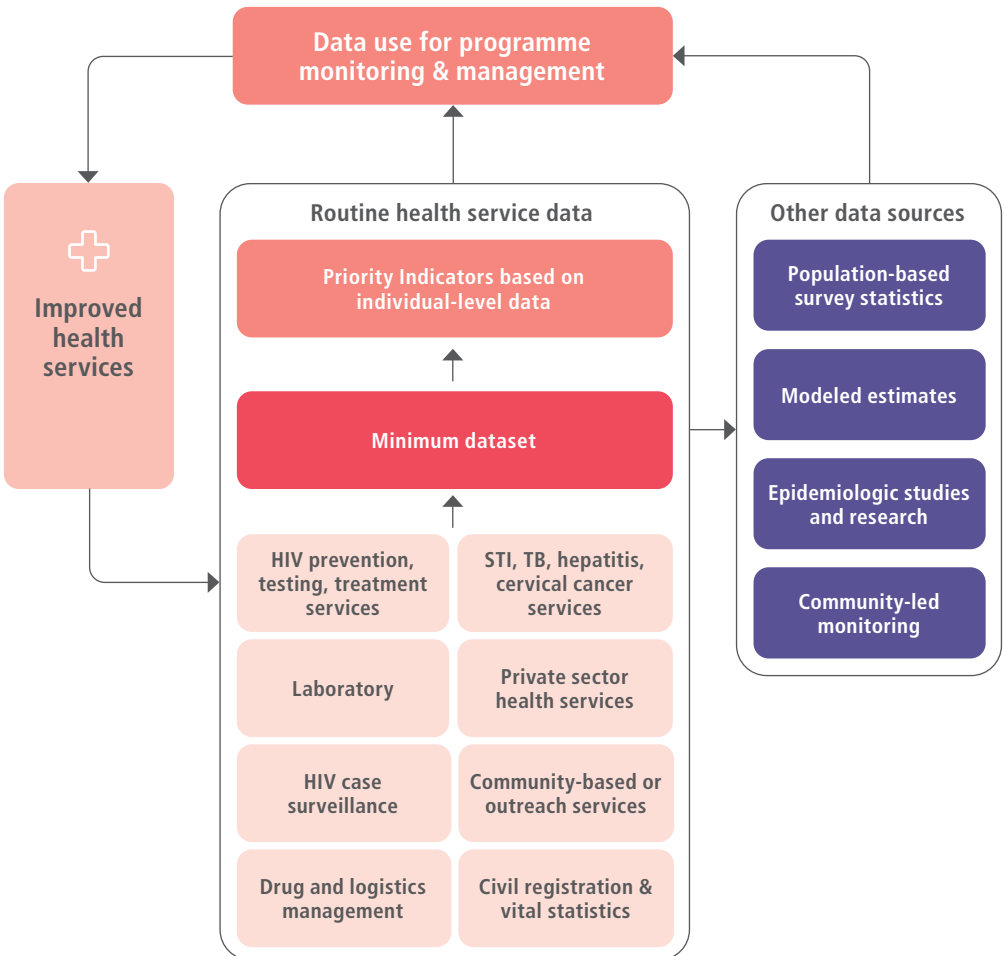 Data use for programme
monitoring & management
Improved
health
services
Routine health service data
Priority Indicators based on
individual-level data
Minimum dataset
HIV prevention,
testing, treatment
services
STI, TB, hepatitis,
cervical cancer
services
Laboratory
Private sector
health services
HIV case
surveillance
Community-based or
outreach services
Drug and logistics
management
Civil registration &
vital statistics
Other data sources
Population-based
survey statistics
Modeled estimates
Epidemiologic studies
and research
Community-led
monitoring